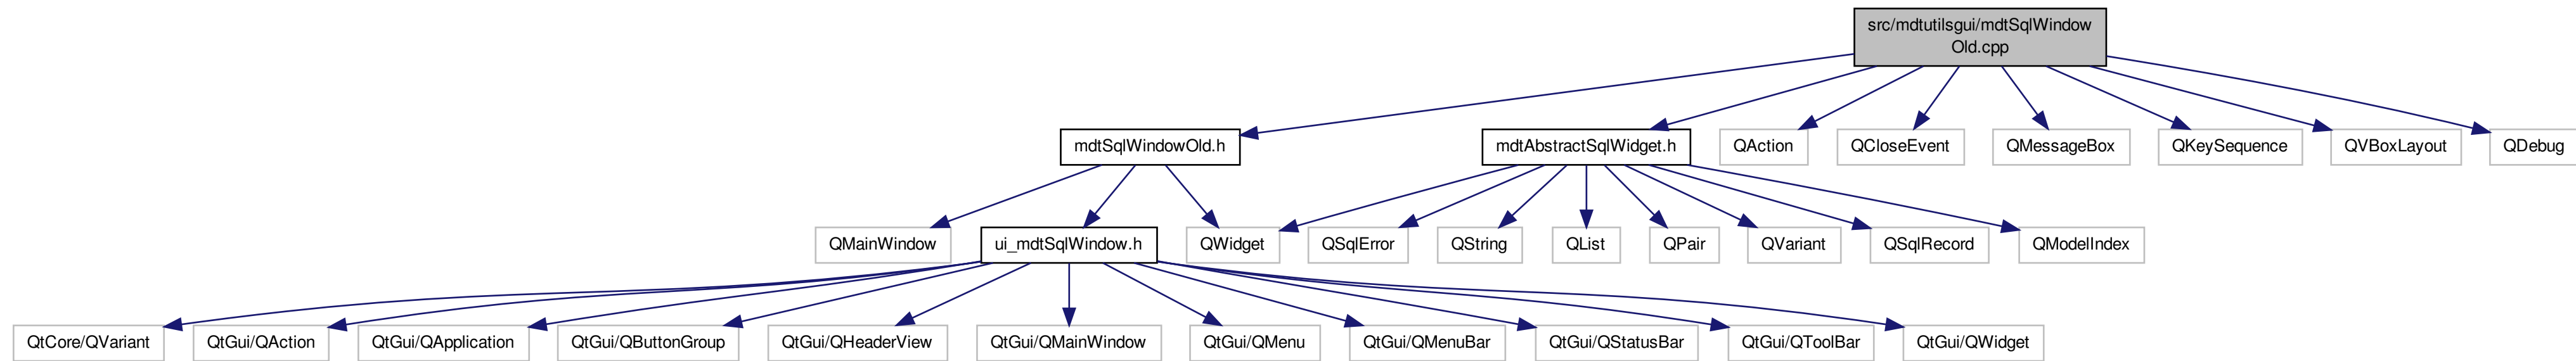 src/mdtutilsgui/mdtSqlWindow
Old.cpp
mdtSqlWindowOld.h
mdtAbstractSqlWidget.h
QAction
QCloseEvent
QMessageBox
QKeySequence
QVBoxLayout
QDebug
QMainWindow
ui_mdtSqlWindow.h
QWidget
QSqlError
QString
QList
QPair
QVariant
QSqlRecord
QModelIndex
QtCore/QVariant
QtGui/QAction
QtGui/QApplication
QtGui/QButtonGroup
QtGui/QHeaderView
QtGui/QMainWindow
QtGui/QMenu
QtGui/QMenuBar
QtGui/QStatusBar
QtGui/QToolBar
QtGui/QWidget